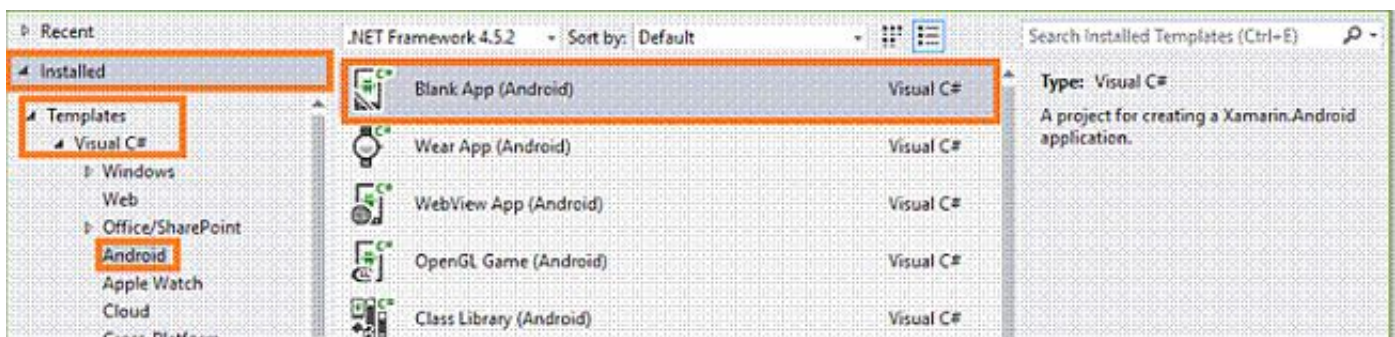 Recent
Installed
Templates
Visual C#
Windows
Web
Office/SharePoint
Android
Apple Watch
Cloud
Cross-Platform
.NET Framework 4.5.2
Sort by: Default
Blank App (Android) Visual C#
Wear App (Android) Visual C#
WebView App (Android) Visual C#
OpenGL Game (Android) Visual C#
Class Library (Android) Visual C#
Search Installed Templates (Ctrl+E)
Type: Visual C#
A project for creating a Xamarin.Android
application.